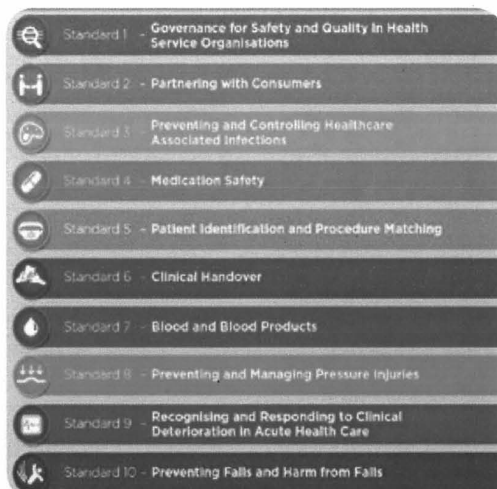 Standard 1 - Governance for Safety and Quality in Health
Service Organisations
Standard 2 - Partnering with Consumers
Standard 3 - Preventing and Controlling Healthcare
Associated Infections
Standard 4 - Medication Safety
Standard 5 - Patient Identification and Procedure Matching
Standard 6 - Clinical Handover
Standard 7 - Blood and Blood Products
Standard 8 - Preventing and Managing Pressure Injuries
Standard 9 - Recognising and Responding to Clinical
Deterioration in Acute Health Care
Standard 10 - Preventing Falls and Harm from Falls